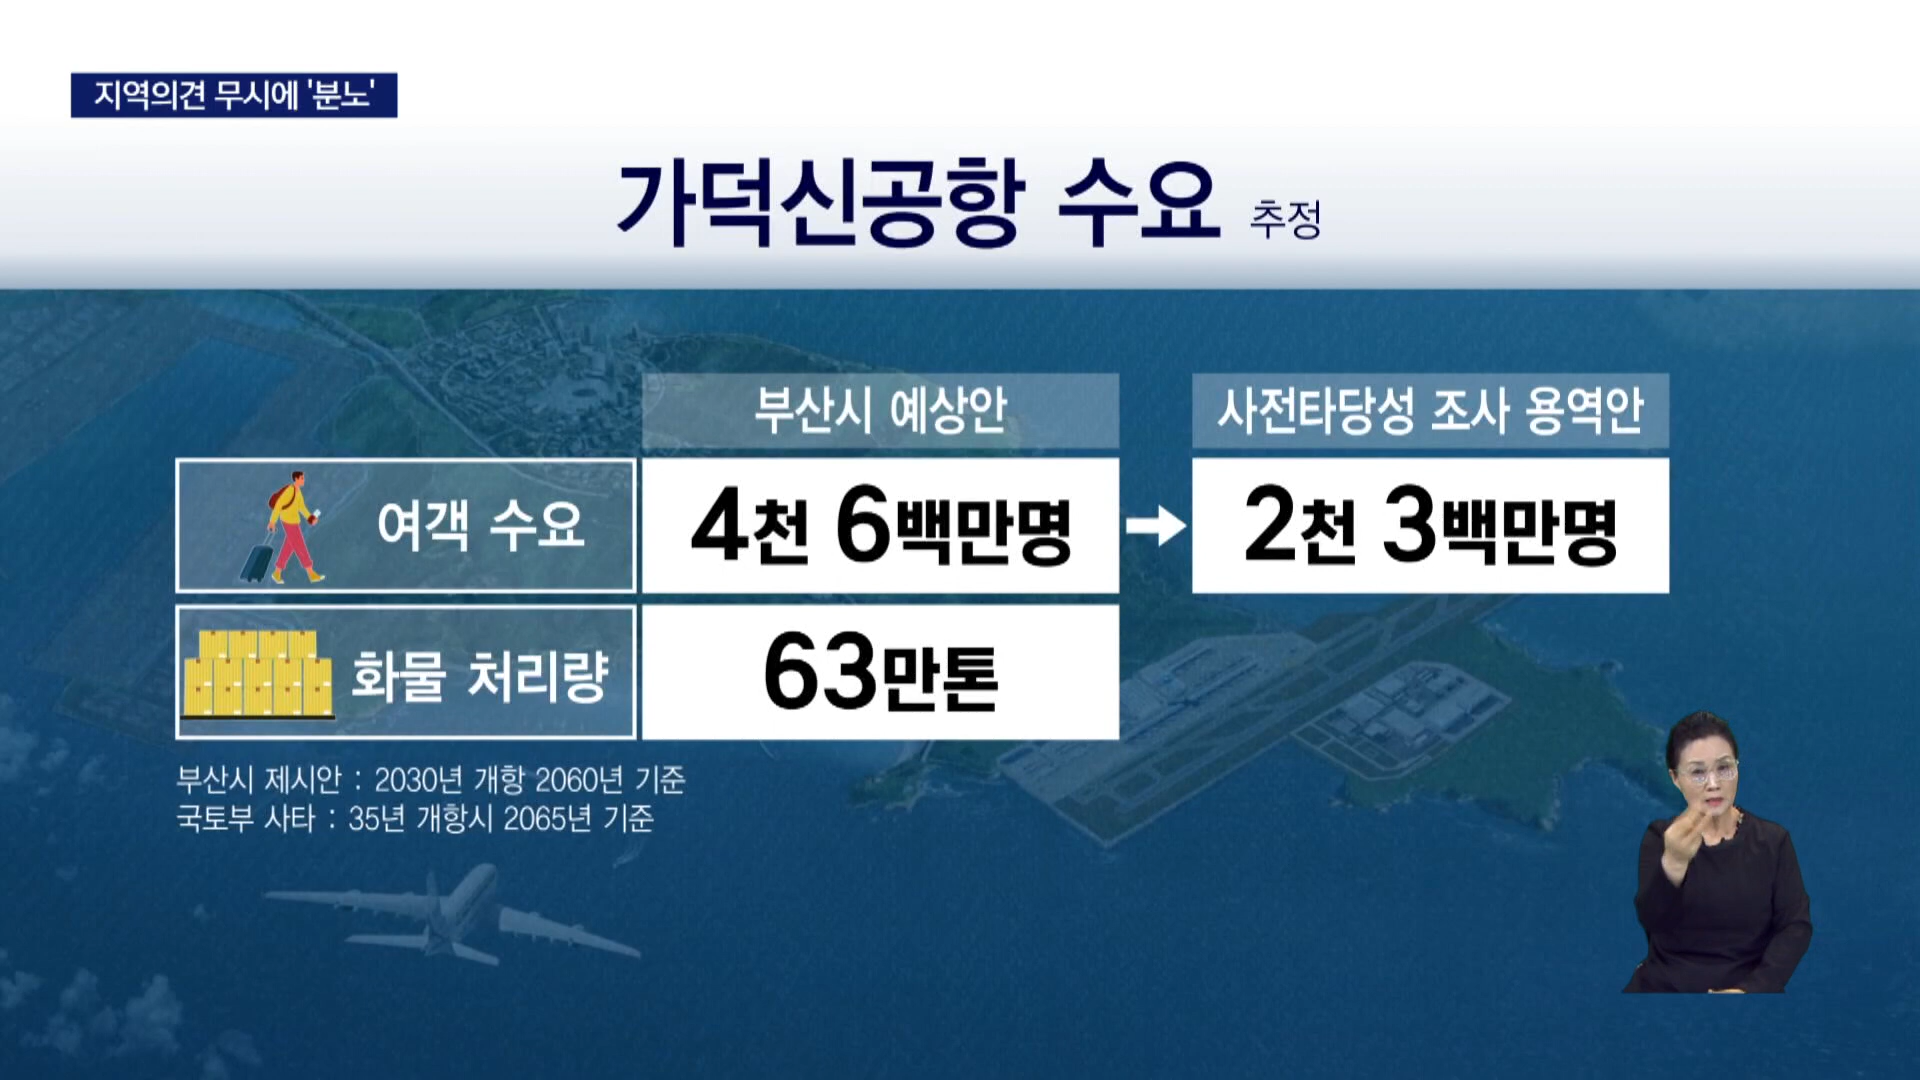 지역의견 무시에 '분노'
가덕신공항 수요 추정
부산시 예상안
사전타당성 조사 용역안
여객 수요
4천 6백만명
2천 3백만명
화물 처리량
63만톤
부산시 제시안 : 2030년 개항 2060년 기준
국토부 사타 : 35년 개항시 2065년 기준